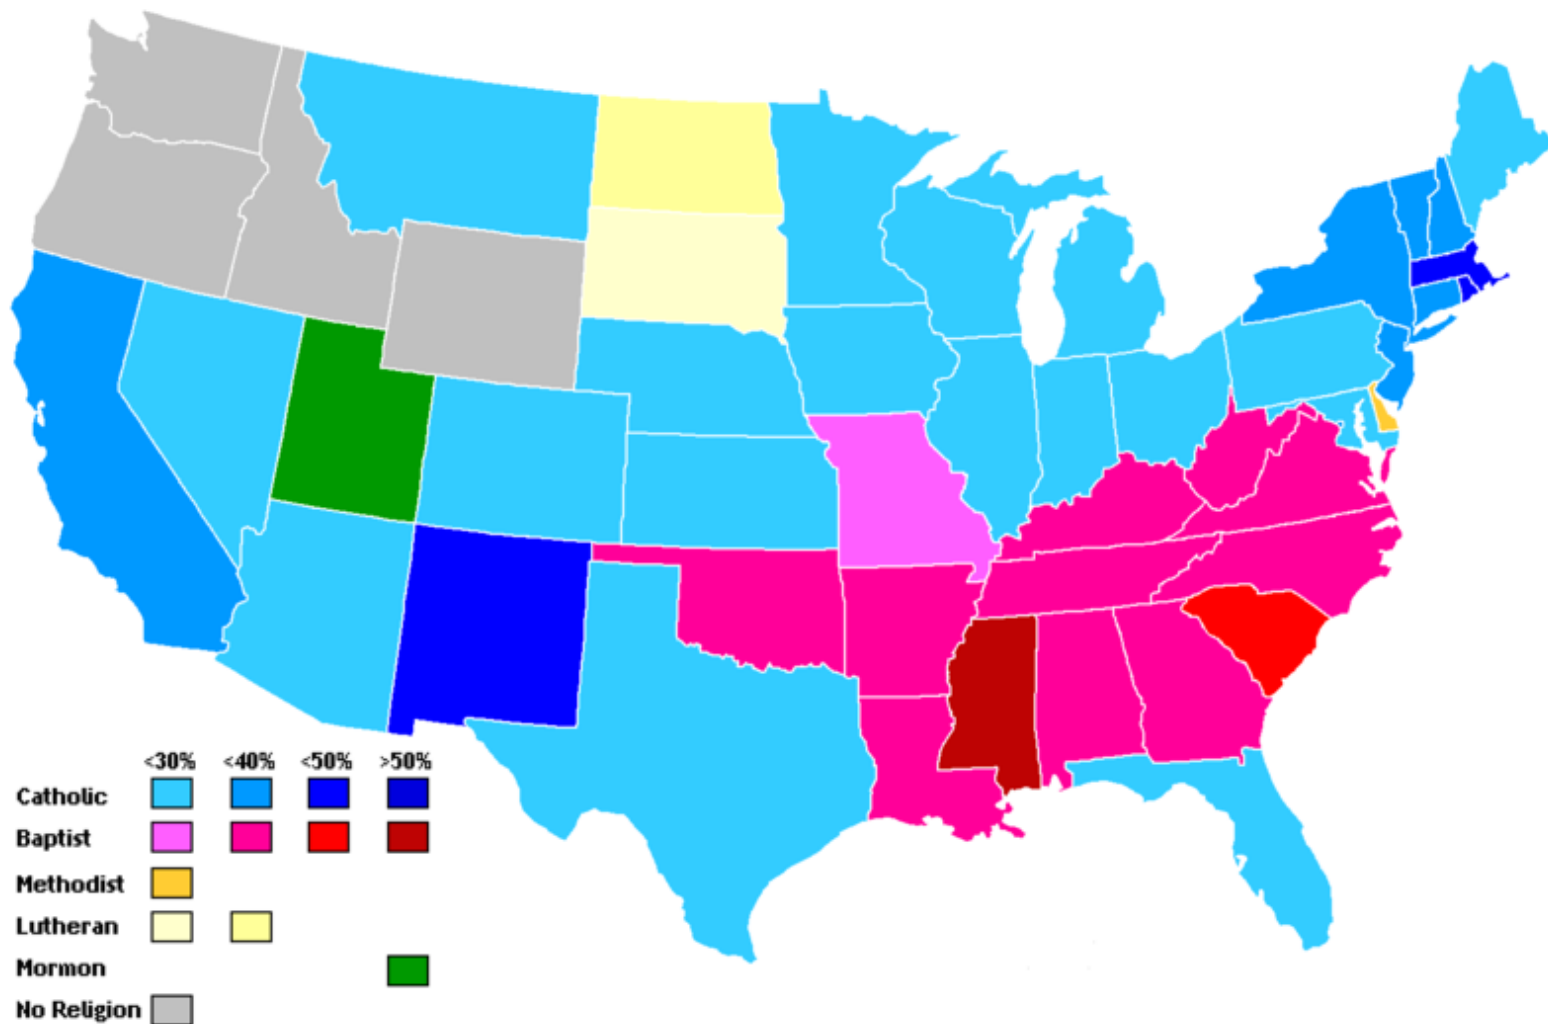 <30% <40% <50% >50%
Catholic
Baptist
Methodist
Lutheran
Mormon
No Religion